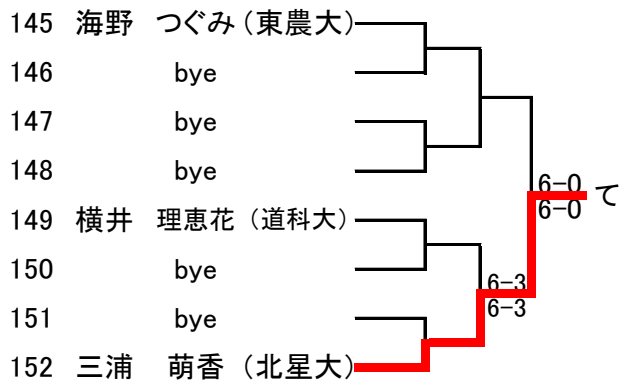 145 海野 つぐみ(東農大)
146 bye
147 bye
148 bye
6-0
6-0 て
149 横井 理恵花(道科大)
150 bye
6-3
6-3
151 bye
152 三浦 萌香(北星大)